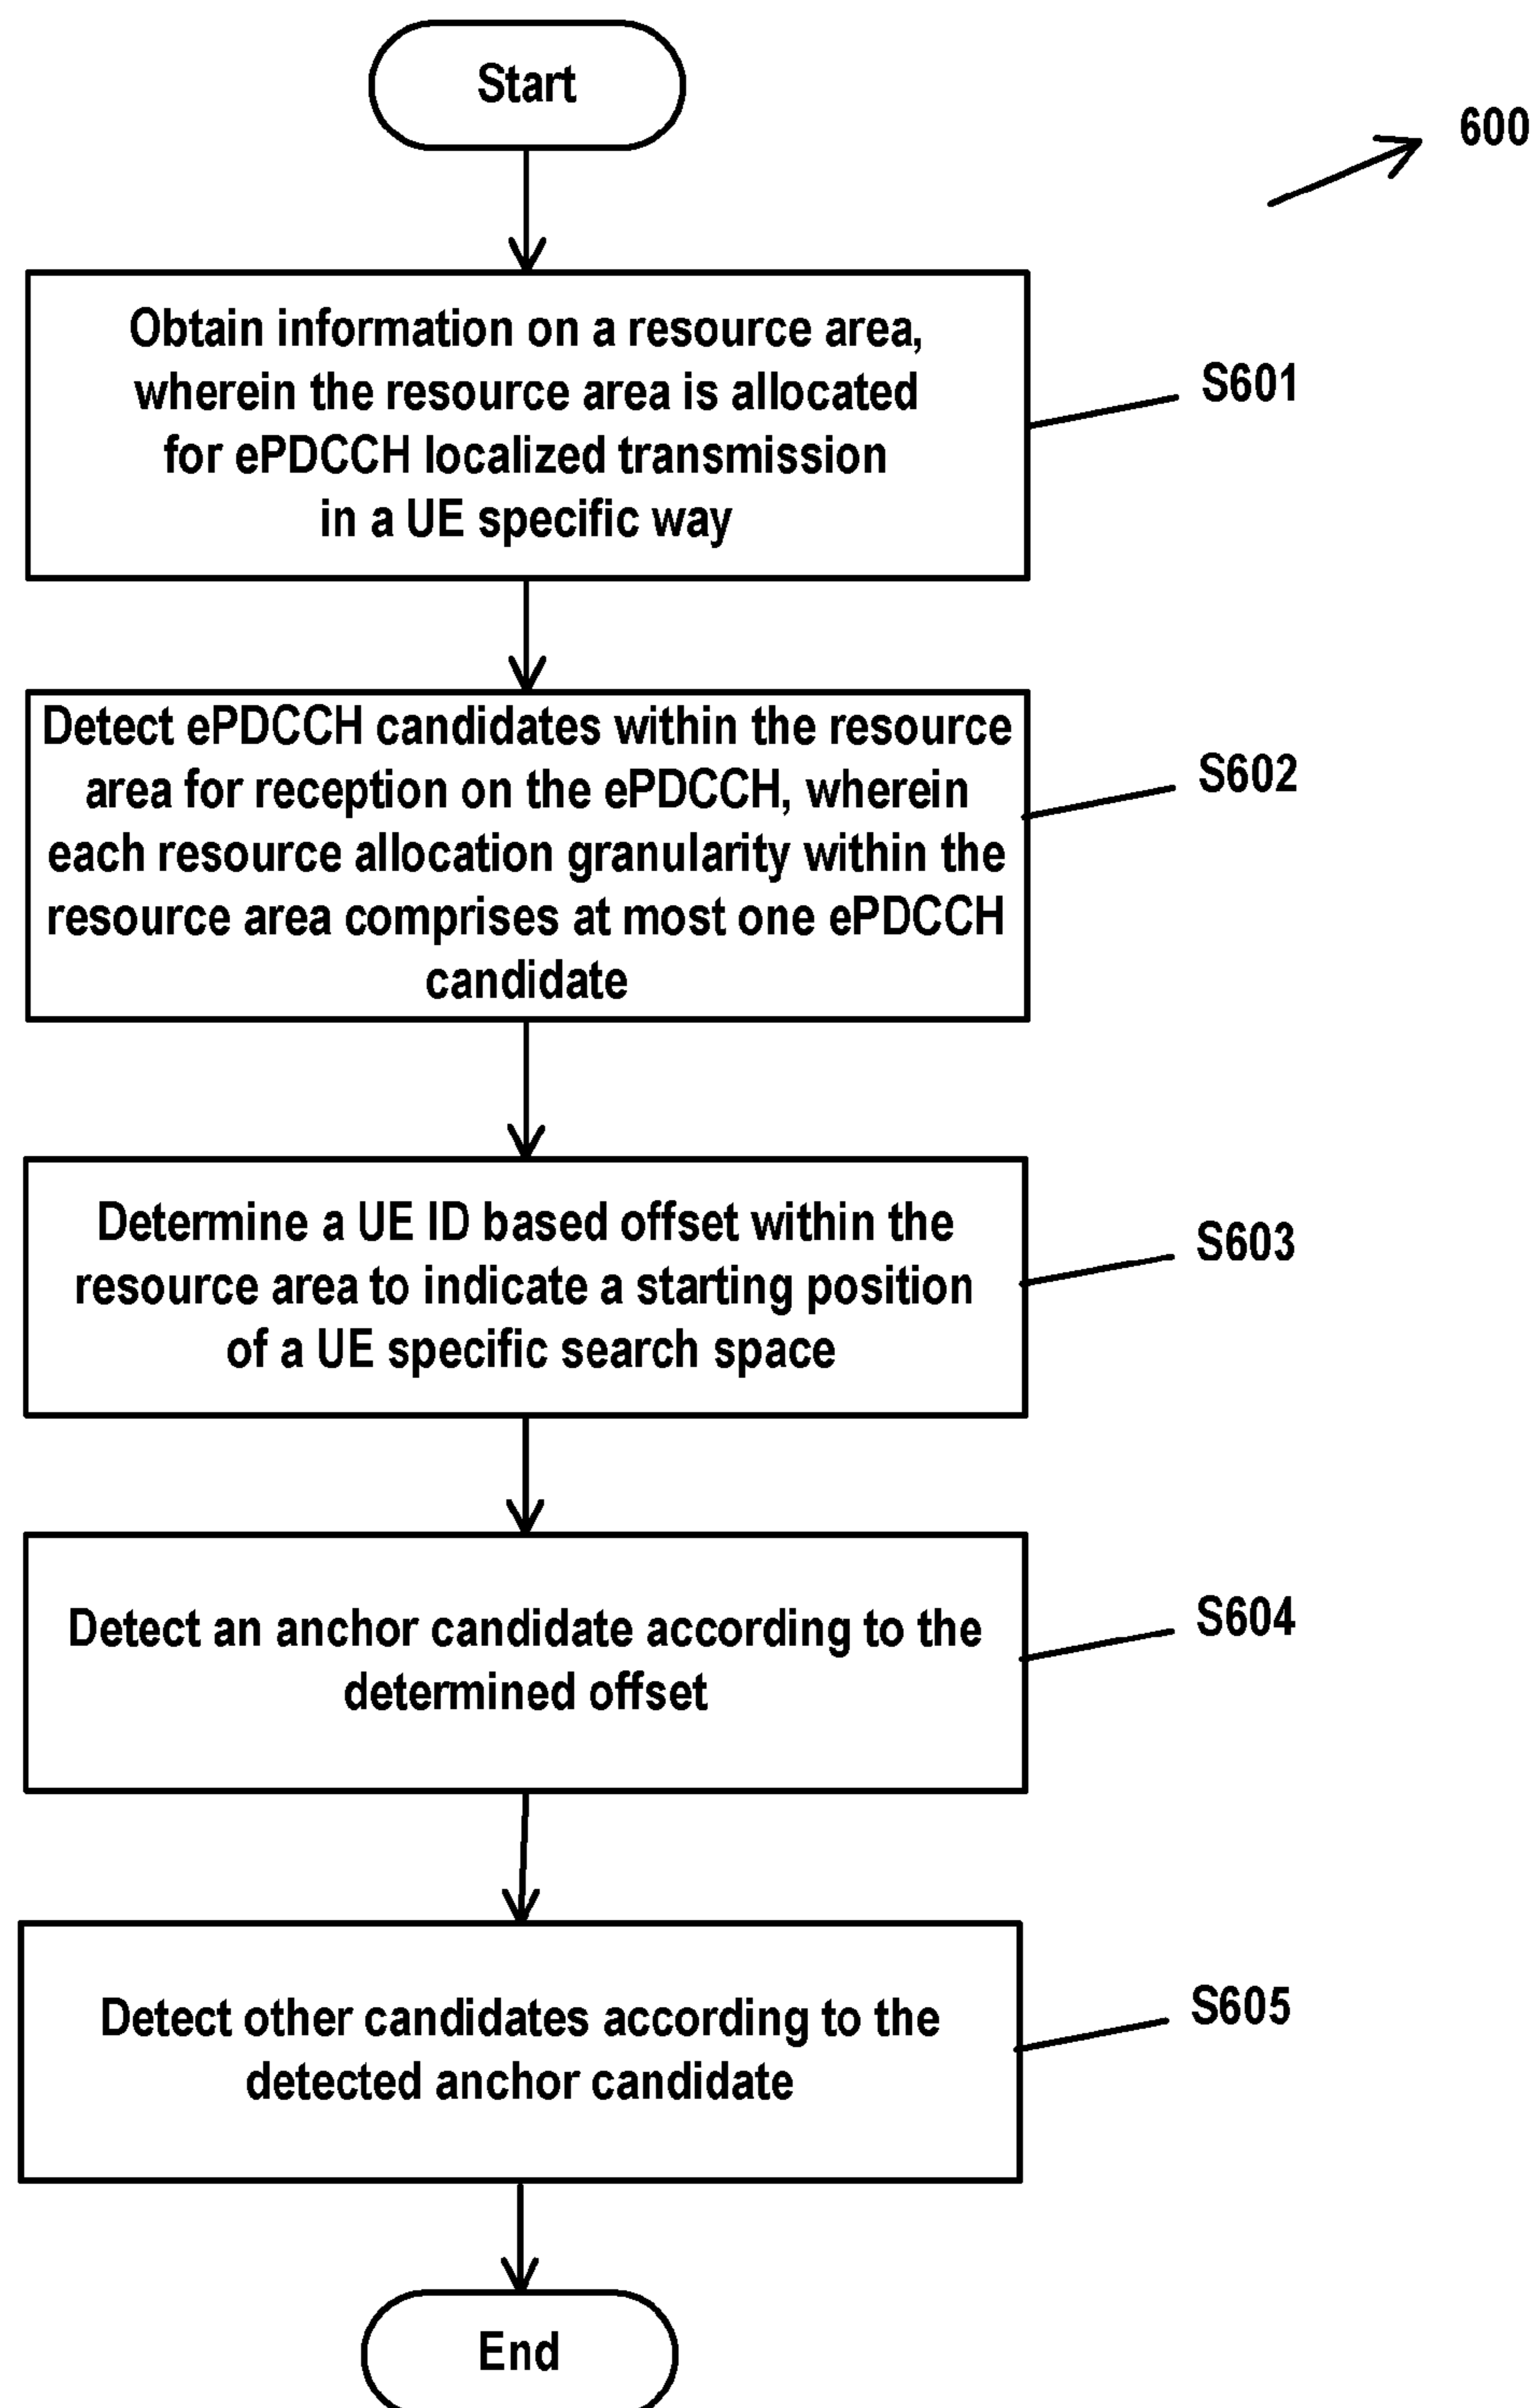 Start
600
Obtain information on a resource area,
wherein the resource area is allocated
for ePDCCH localized transmission
in a UE specific way
S601
Detect ePDCCH candidates within the resource
area for reception on the ePDCCH, wherein
each resource allocation granularity within the
resource area comprises at most one ePDCCH
candidate
S602
Determine a UE ID based offset within the
resource area to indicate a starting position
of a UE specific search space
S603
Detect an anchor candidate according to the
determined offset
S604
Detect other candidates according to the
detected anchor candidate
S605
End